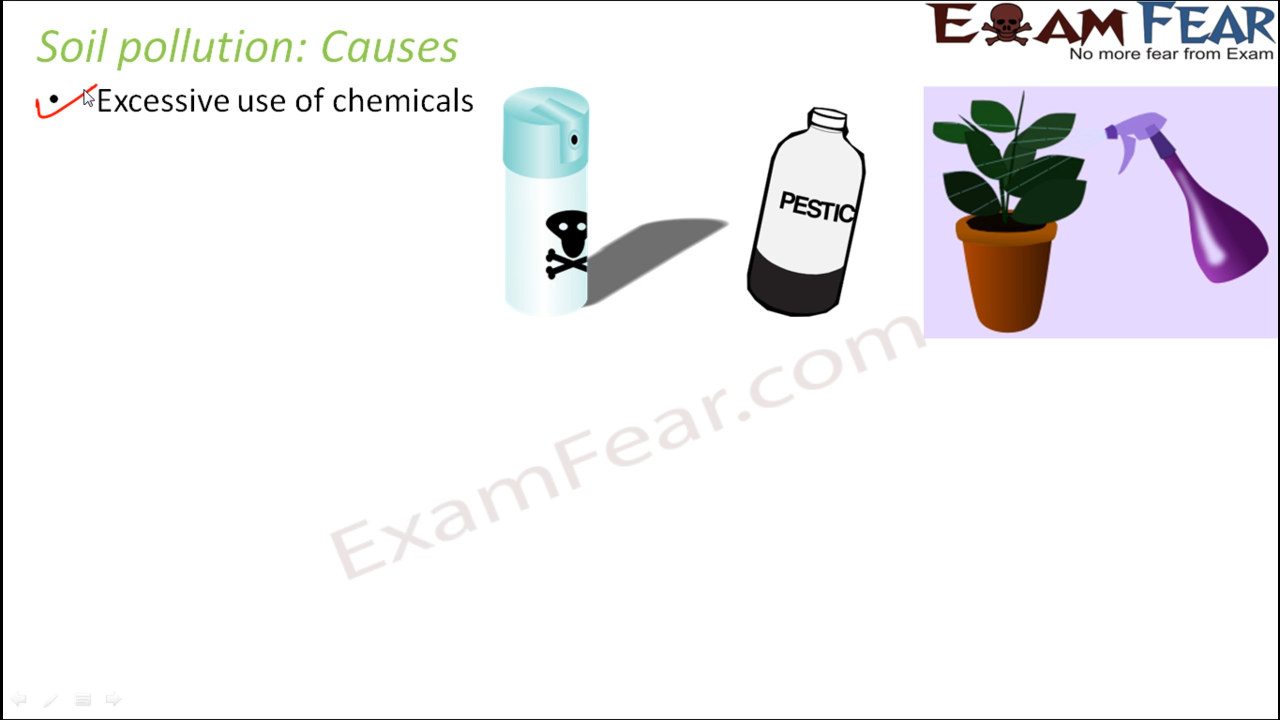 Soil pollution: Causes
EXAM FEAR
No more fear from Exam
• Excessive use of chemicals
PESTIC
ExamFear.com